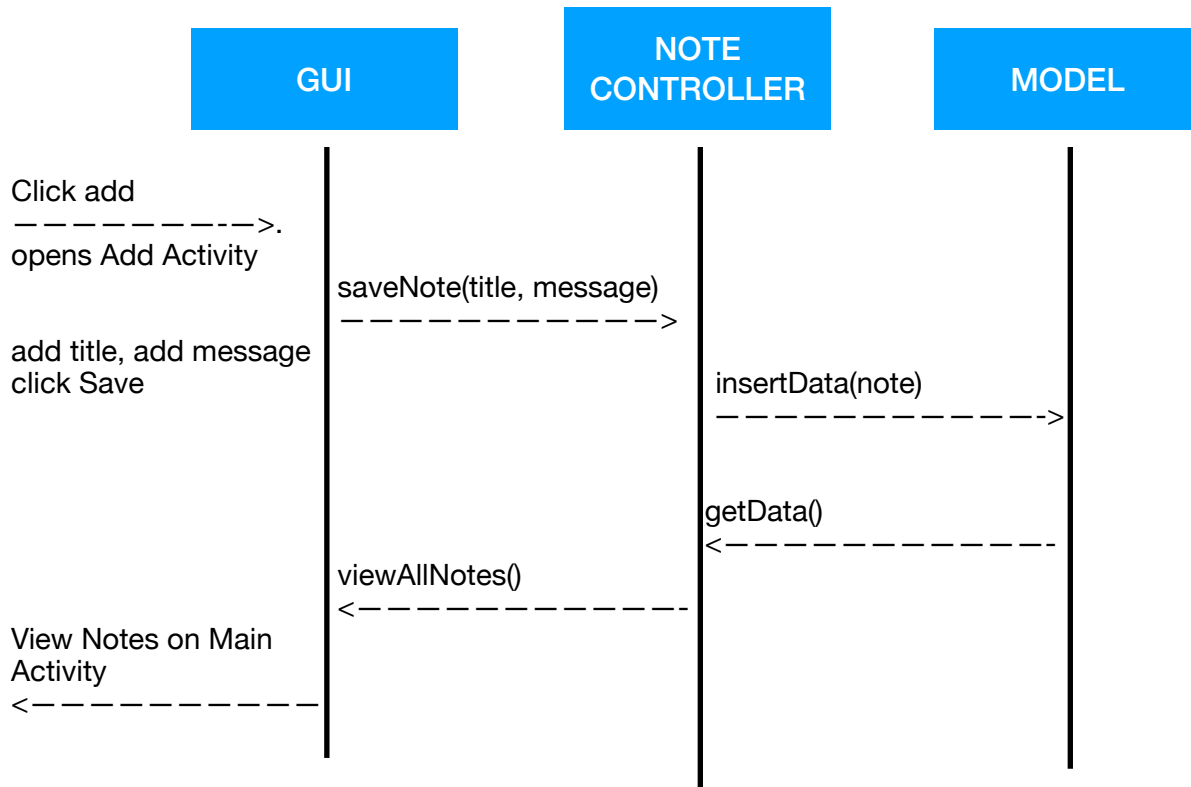 GUI
NOTE
CONTROLLER
MODEL
Click add
— — — — — — —-—>.
opens Add Activity
saveNote(title, message)
— — — — — — — — — — —>
add title, add message
click Save
insertData(note)
— — — — — — — — — — —->
getData()
<— — — — — — — — — — —-
viewAllNotes()
<— — — — — — — — — — —-
View Notes on Main
Activity
<— — — — — — — — — —